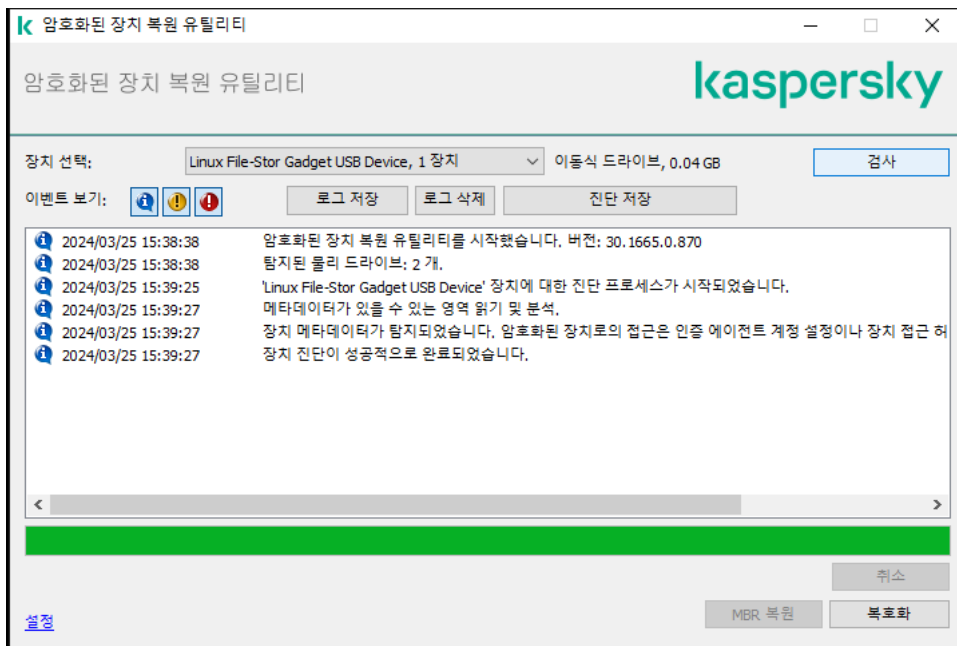 암호화된 장치 복원 유틸리티
암호화된 장치 복원 유틸리티
kaspersky
장치 선택: Linux File-Stor Gadget USB Device, 1 장치 이동식 드라이브, 0.04 GB 검사
이벤트 보기: 로그 저장 로그 삭제 진단 저장
2024/03/25 15:38:38 암호화된 장치 복원 유틸리티를 시작했습니다. 버전: 30.1665.0.870
2024/03/25 15:38:38 탐지된 물리 드라이브: 2 개.
2024/03/25 15:39:25 'Linux File-Stor Gadget USB Device' 장치에 대한 진단 프로세스가 시작되었습니다.
2024/03/25 15:39:27 메타데이터가 있을 수 있는 영역 읽기 및 분석.
2024/03/25 15:39:27 장치 메타데이터가 탐지되었습니다. 암호화된 장치로의 접근은 인증 에이전트 계정 설정이나 장치 접근 허
2024/03/25 15:39:27 장치 진단이 성공적으로 완료되었습니다.
취소
설정 MBR 복원 복호화